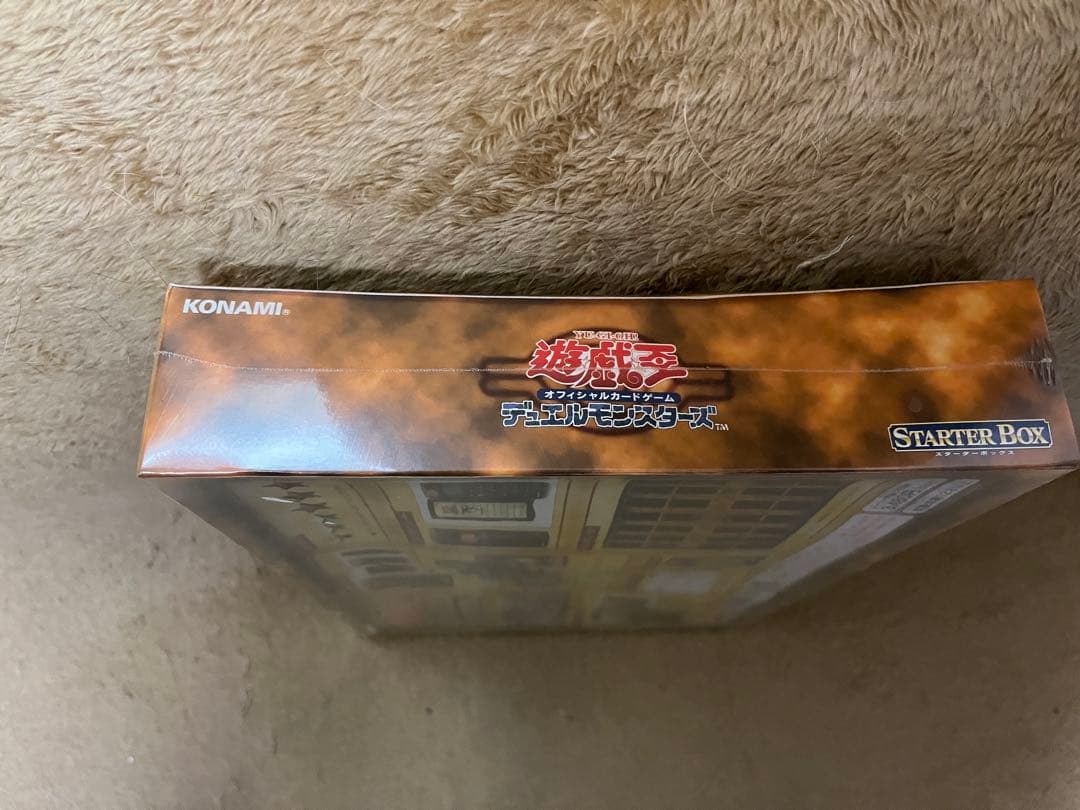 KONAMI®
YU-GI-OH!
遊戯王
オフィシャルカードゲーム
デュエルモンスターズ™
STARTER BOX
スターターボックス